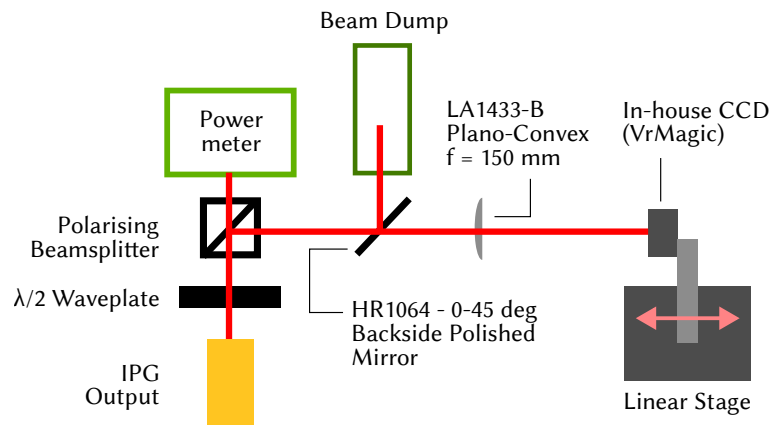 Beam Dump
Power
meter
LA1433-B
Plano-Convex
f = 150 mm
In-house CCD
(VrMagic)
Polarising
Beamsplitter
λ/2 Waveplate
HR1064 - 0-45 deg
Backside Polished
Mirror
IPG
Output
Linear Stage